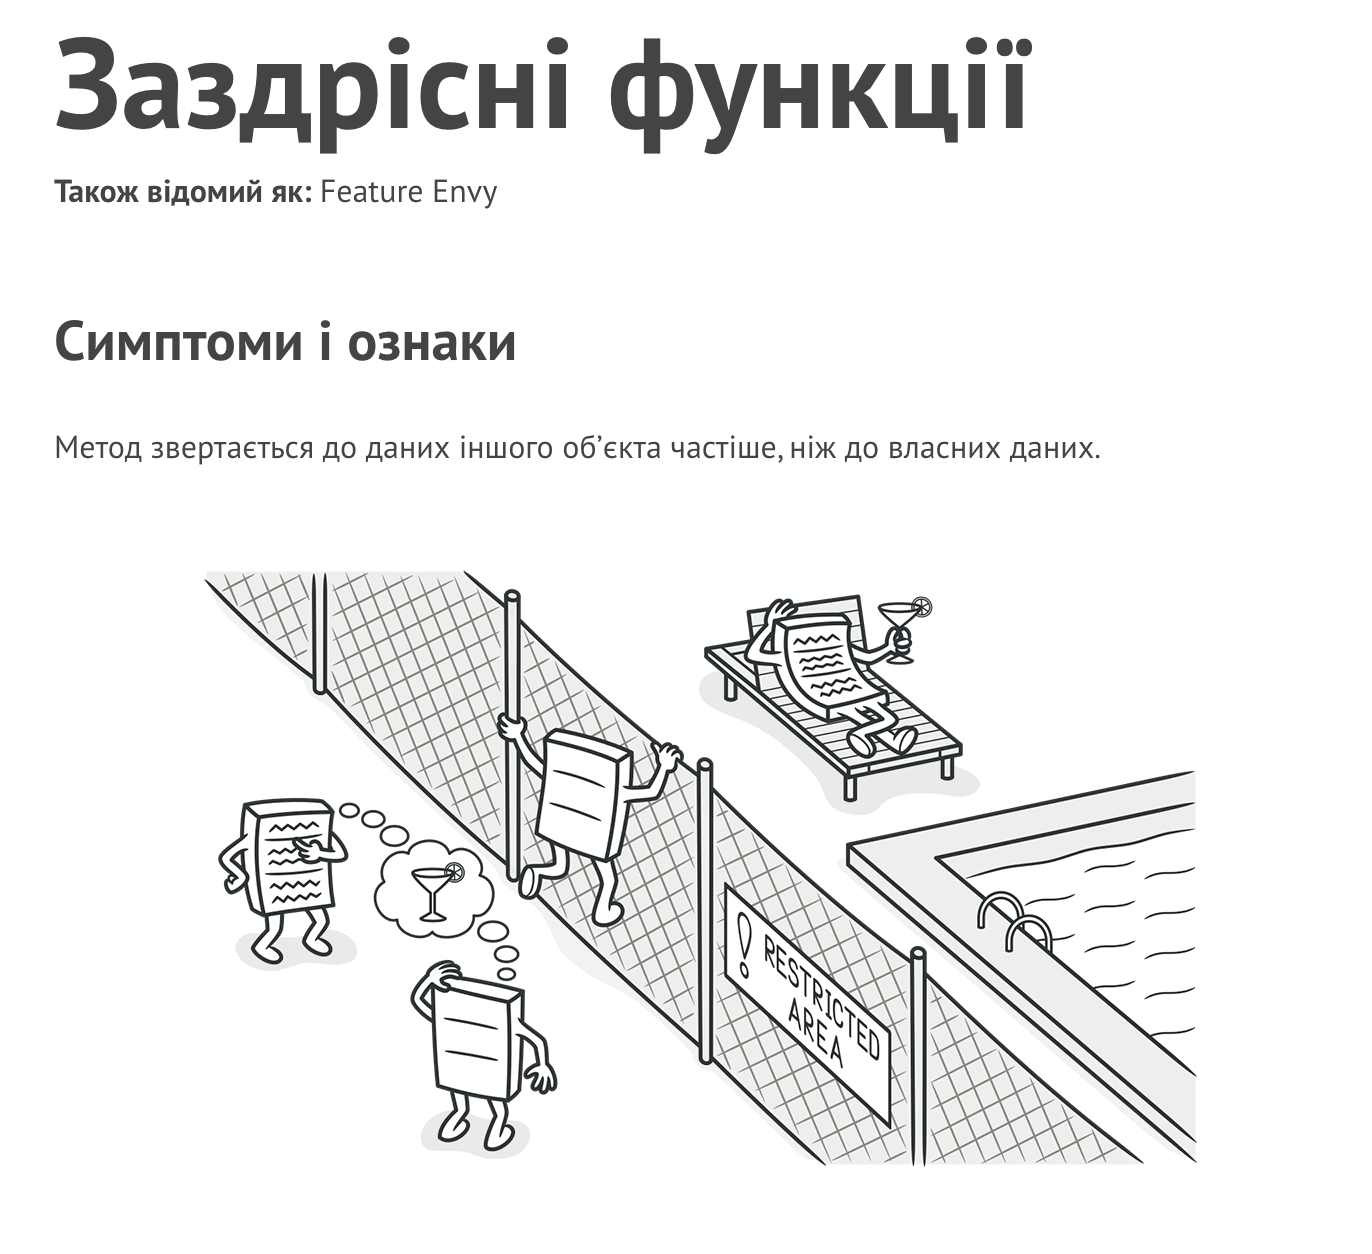 Заздрісні функції
Також відомий як: Feature Envy
Симптоми і ознаки
Метод звертається до даних іншого об’єкта частіше, ніж до власних даних.
! RESTRICTED
AREA